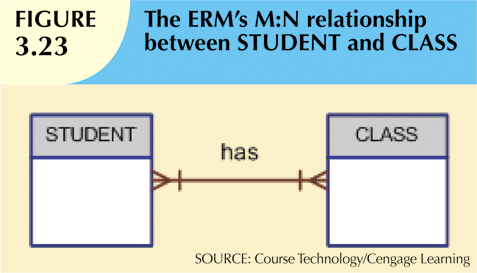 FIGURE
3.23
The ERM's M:N relationship
between STUDENT and CLASS
STUDENT
has
CLASS
SOURCE: Course Technology/Cengage Learning